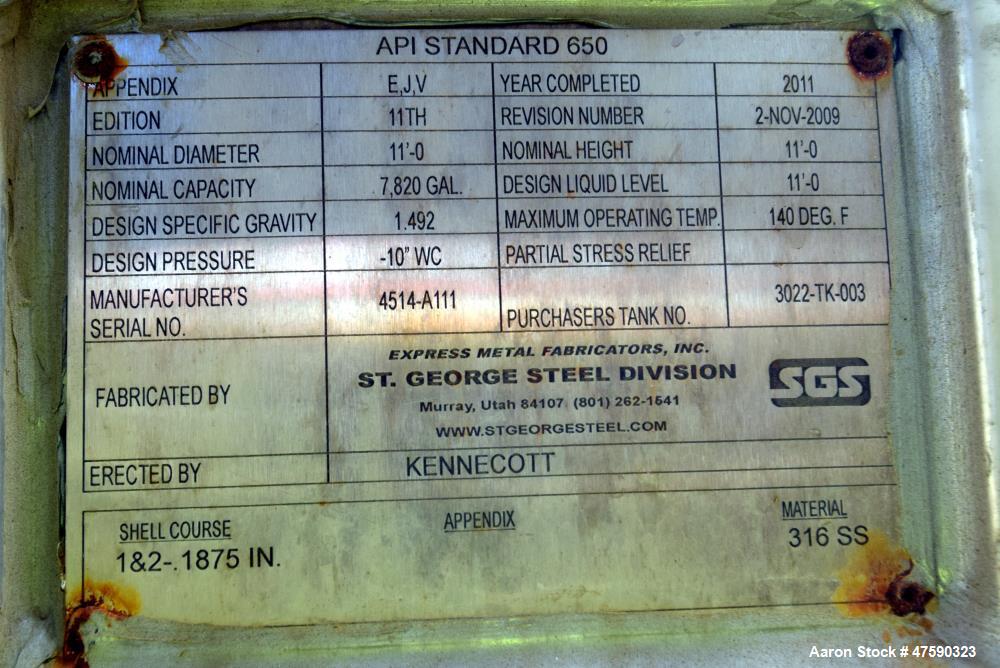 API STANDARD 650
APPENDIX E,J,V YEAR COMPLETED 2011
EDITION 11TH REVISION NUMBER 2-NOV-2009
NOMINAL DIAMETER 11'-0 NOMINAL HEIGHT 11'-0
NOMINAL CAPACITY 7,820 GAL. DESIGN LIQUID LEVEL 11'-0
DESIGN SPECIFIC GRAVITY 1.492 MAXIMUM OPERATING TEMP. 140 DEG. F
DESIGN PRESSURE -10" WC PARTIAL STRESS RELIEF
MANUFACTURER'S
SERIAL NO. 4514-A111 PURCHASERS TANK NO. 3022-TK-003
FABRICATED BY
EXPRESS METAL FABRICATORS, INC.
ST. GEORGE STEEL DIVISION
Murray, Utah 84107 (801) 262-1541
WWW.STGEORGESTEEL.COM
SGS
ERECTED BY KENNECOTT
SHELL COURSE APPENDIX MATERIAL
1&2-.1875 IN. 316 SS
Aaron Stock # 47590323